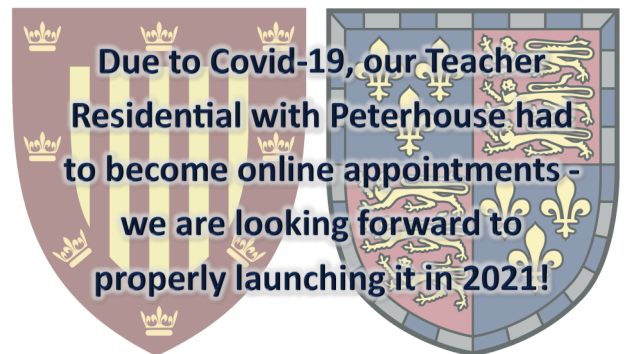 Due to Covid-19, our Teacher
Residential with Peterhouse had
to become online appointments -
we are looking forward to
properly launching it in 2021!